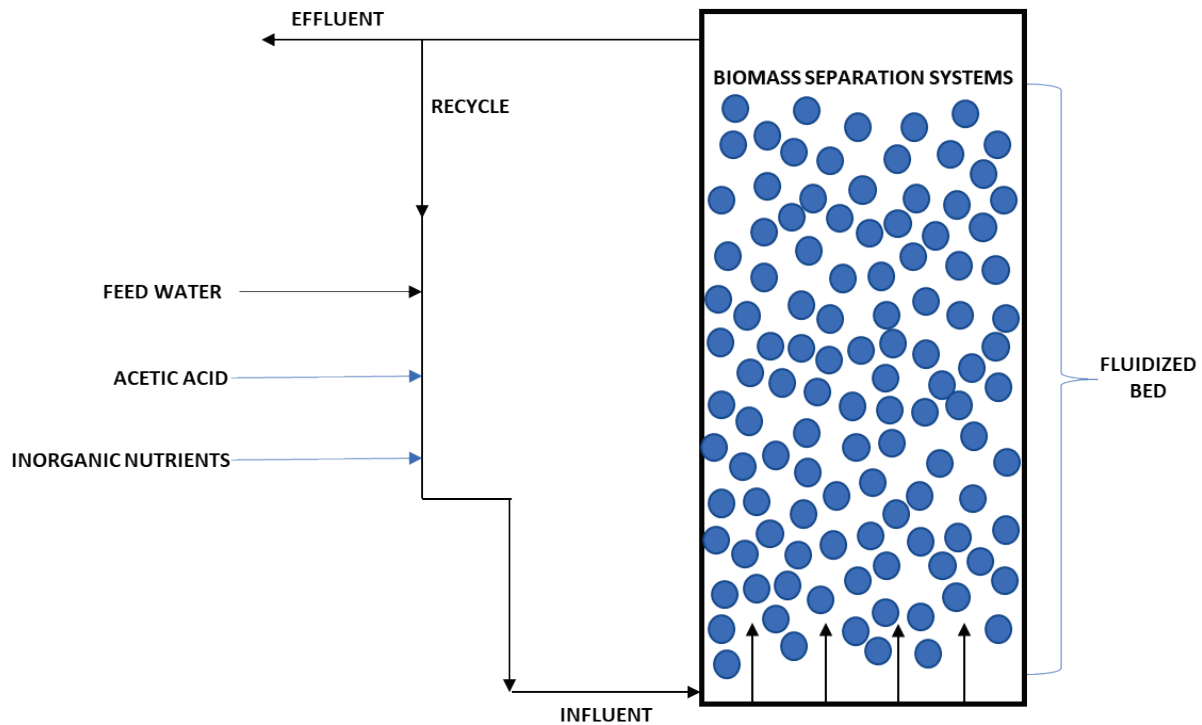 EFFLUENT
BIOMASS SEPARATION SYSTEMS
RECYCLE
FEED WATER
ACETIC ACID
FLUIDIZED
BED
INORGANIC NUTRIENTS
INFLUENT